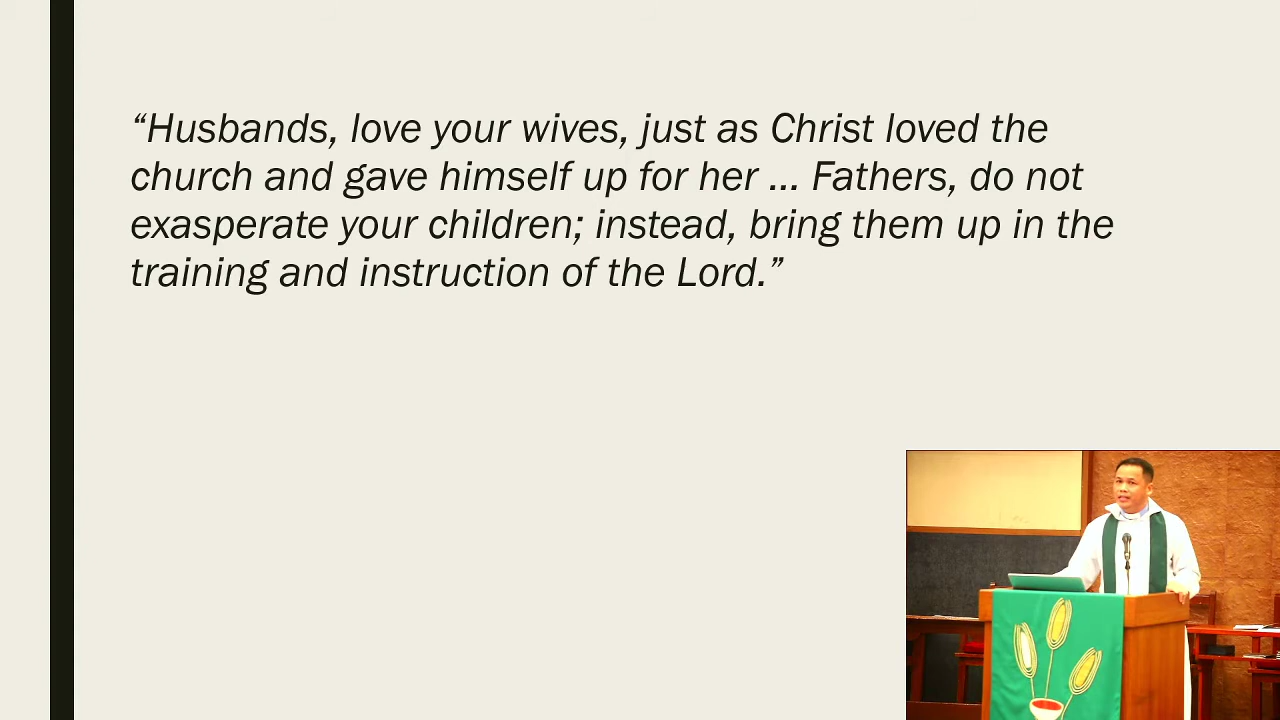 “Husbands, love your wives, just as Christ loved the
church and gave himself up for her ... Fathers, do not
exasperate your children; instead, bring them up in the
training and instruction of the Lord.”